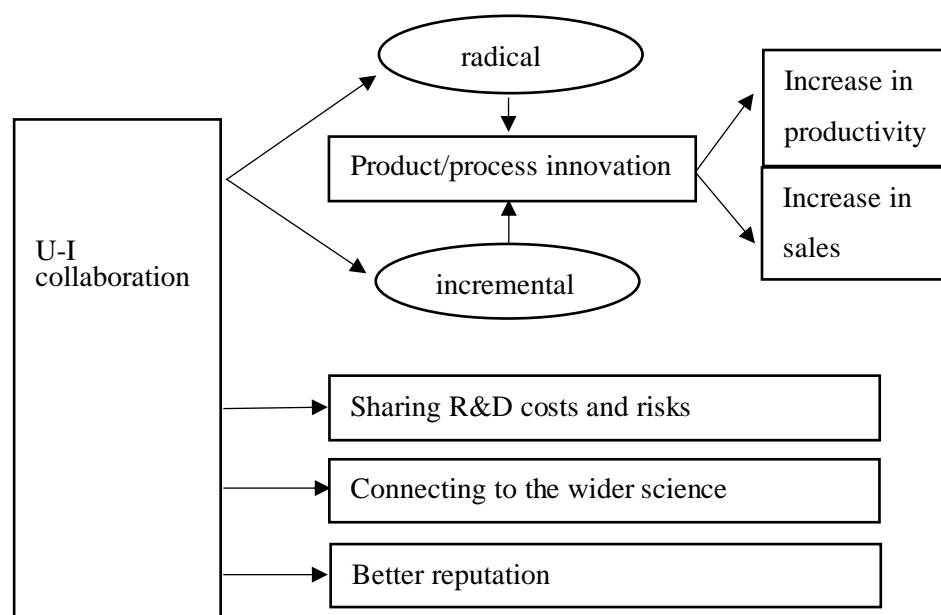 radical
Increase in
productivity
Product/process innovation
Increase in
sales
U-I
collaboration
incremental
Sharing R&D costs and risks
Connecting to the wider science
Better reputation